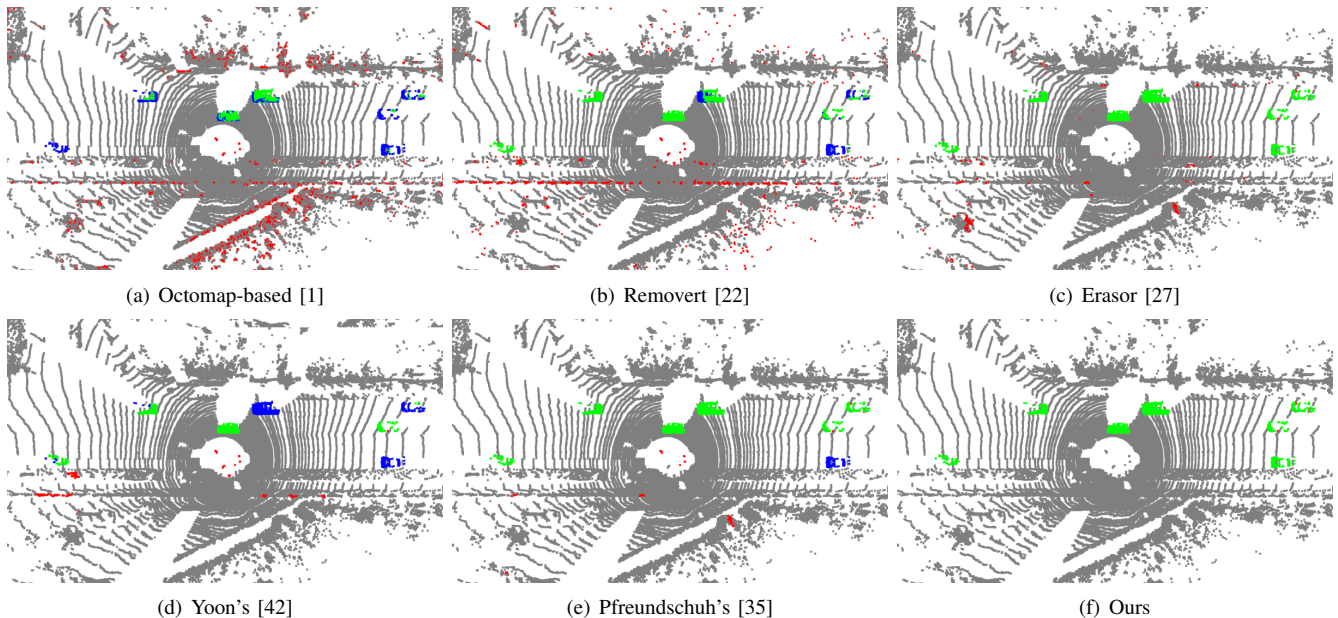 (a) Octomap-based [1]
(b) Removert [22]
(c) Erasor [27]
(d) Yoon's [42]
(e) Pfreundschuh's [35]
(f) Ours